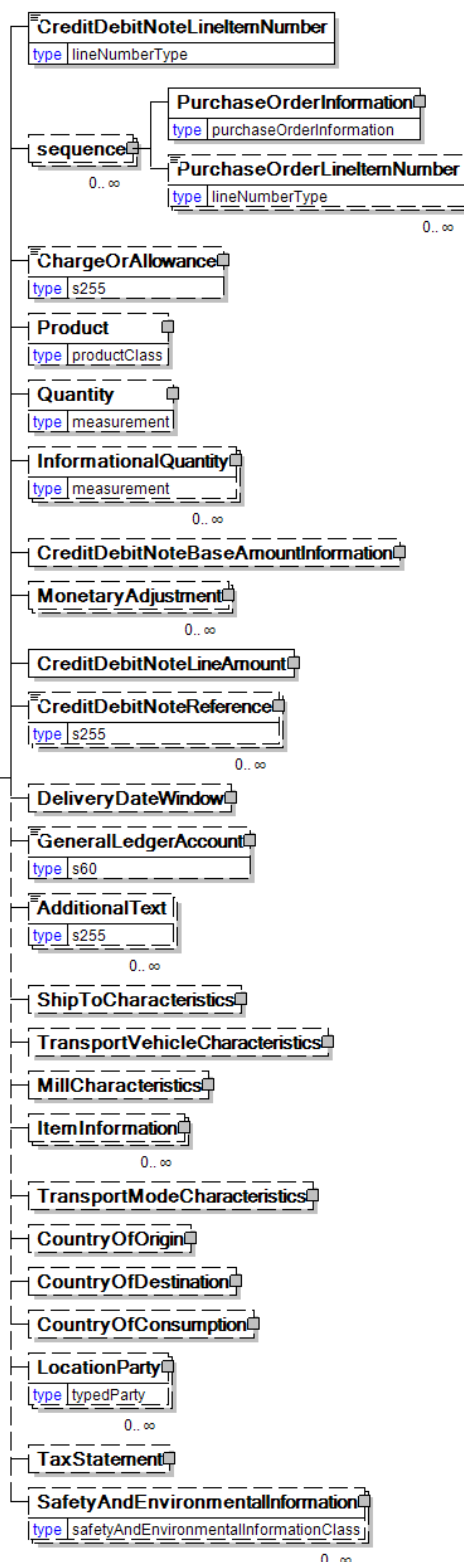 CreditDebitNoteLineItemNumber
type lineNumberType
PurchaseOrderInformation
type purchaseOrderInformation
sequence
0.. ∞
PurchaseOrderLineItemNumber
type lineNumberType
0.. ∞
ChargeOrAllowance
type s255
Product
type productClass
Quantity
type measurement
InformationalQuantity
type measurement
0.. ∞
CreditDebitNoteBaseAmountInformation
MonetaryAdjustment
0.. ∞
CreditDebitNoteLineAmount
CreditDebitNoteReference
type s255
0.. ∞
DeliveryDateWindow
GeneralLedgerAccount
type s60
AdditionalText
type s255
0.. ∞
ShipToCharacteristics
TransportVehicleCharacteristics
MillCharacteristics
ItemInformation
0.. ∞
TransportModeCharacteristics
CountryOfOrigin
CountryOfDestination
CountryOfConsumption
LocationParty
type typedParty
0.. ∞
TaxStatement
SafetyAndEnvironmentalInformation
type safetyAndEnvironmentalInformationClass
0.. ∞